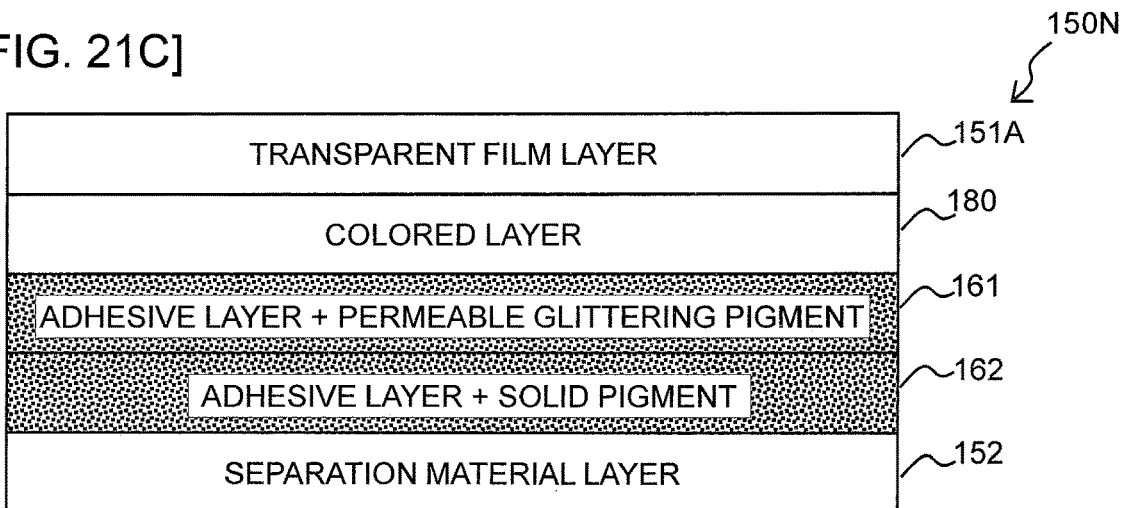 FIG. 21C]
150N
TRANSPARENT FILM LAYER
151A
COLORED LAYER
180
ADHESIVE LAYER + PERMEABLE GLITTERING PIGMENT
161
ADHESIVE LAYER + SOLID PIGMENT
162
SEPARATION MATERIAL LAYER
152